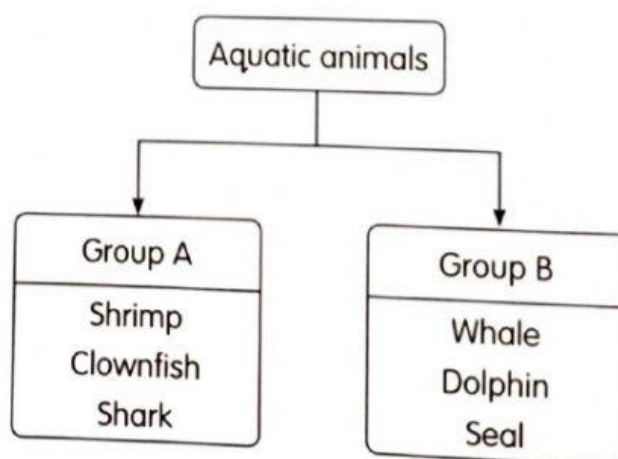 Aquatic animals
Group A
Shrimp
Clownfish
Shark
Group B
Whale
Dolphin
Seal